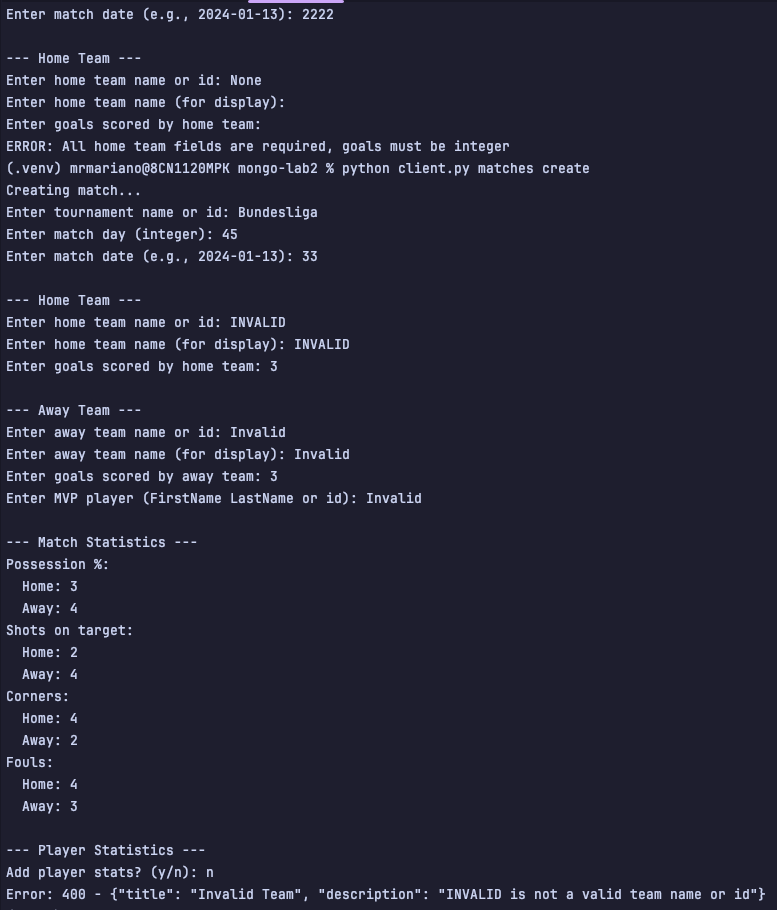 Enter match date (e.g., 2024-01-13): 2222
--- Home Team ---
Enter home team name or id: None
Enter home team name (for display):
Enter goals scored by home team:
ERROR: All home team fields are required, goals must be integer
(.venv) mrmariano@8CN1120MPK mongo-lab2 % python client.py matches create
Creating match...
Enter tournament name or id: Bundesliga
Enter match day (integer): 45
Enter match date (e.g., 2024-01-13): 33
--- Home Team ---
Enter home team name or id: INVALID
Enter home team name (for display): INVALID
Enter goals scored by home team: 3
--- Away Team ---
Enter away team name or id: Invalid
Enter away team name (for display): Invalid
Enter goals scored by away team: 3
Enter MVP player (FirstName LastName or id): Invalid
--- Match Statistics ---
Possession %:
  Home: 3
  Away: 4
Shots on target:
  Home: 2
  Away: 4
Corners:
  Home: 4
  Away: 2
Fouls:
  Home: 4
  Away: 3
--- Player Statistics ---
Add player stats? (y/n): n
Error: 400 - {"title": "Invalid Team", "description": "INVALID is not a valid team name or id"}